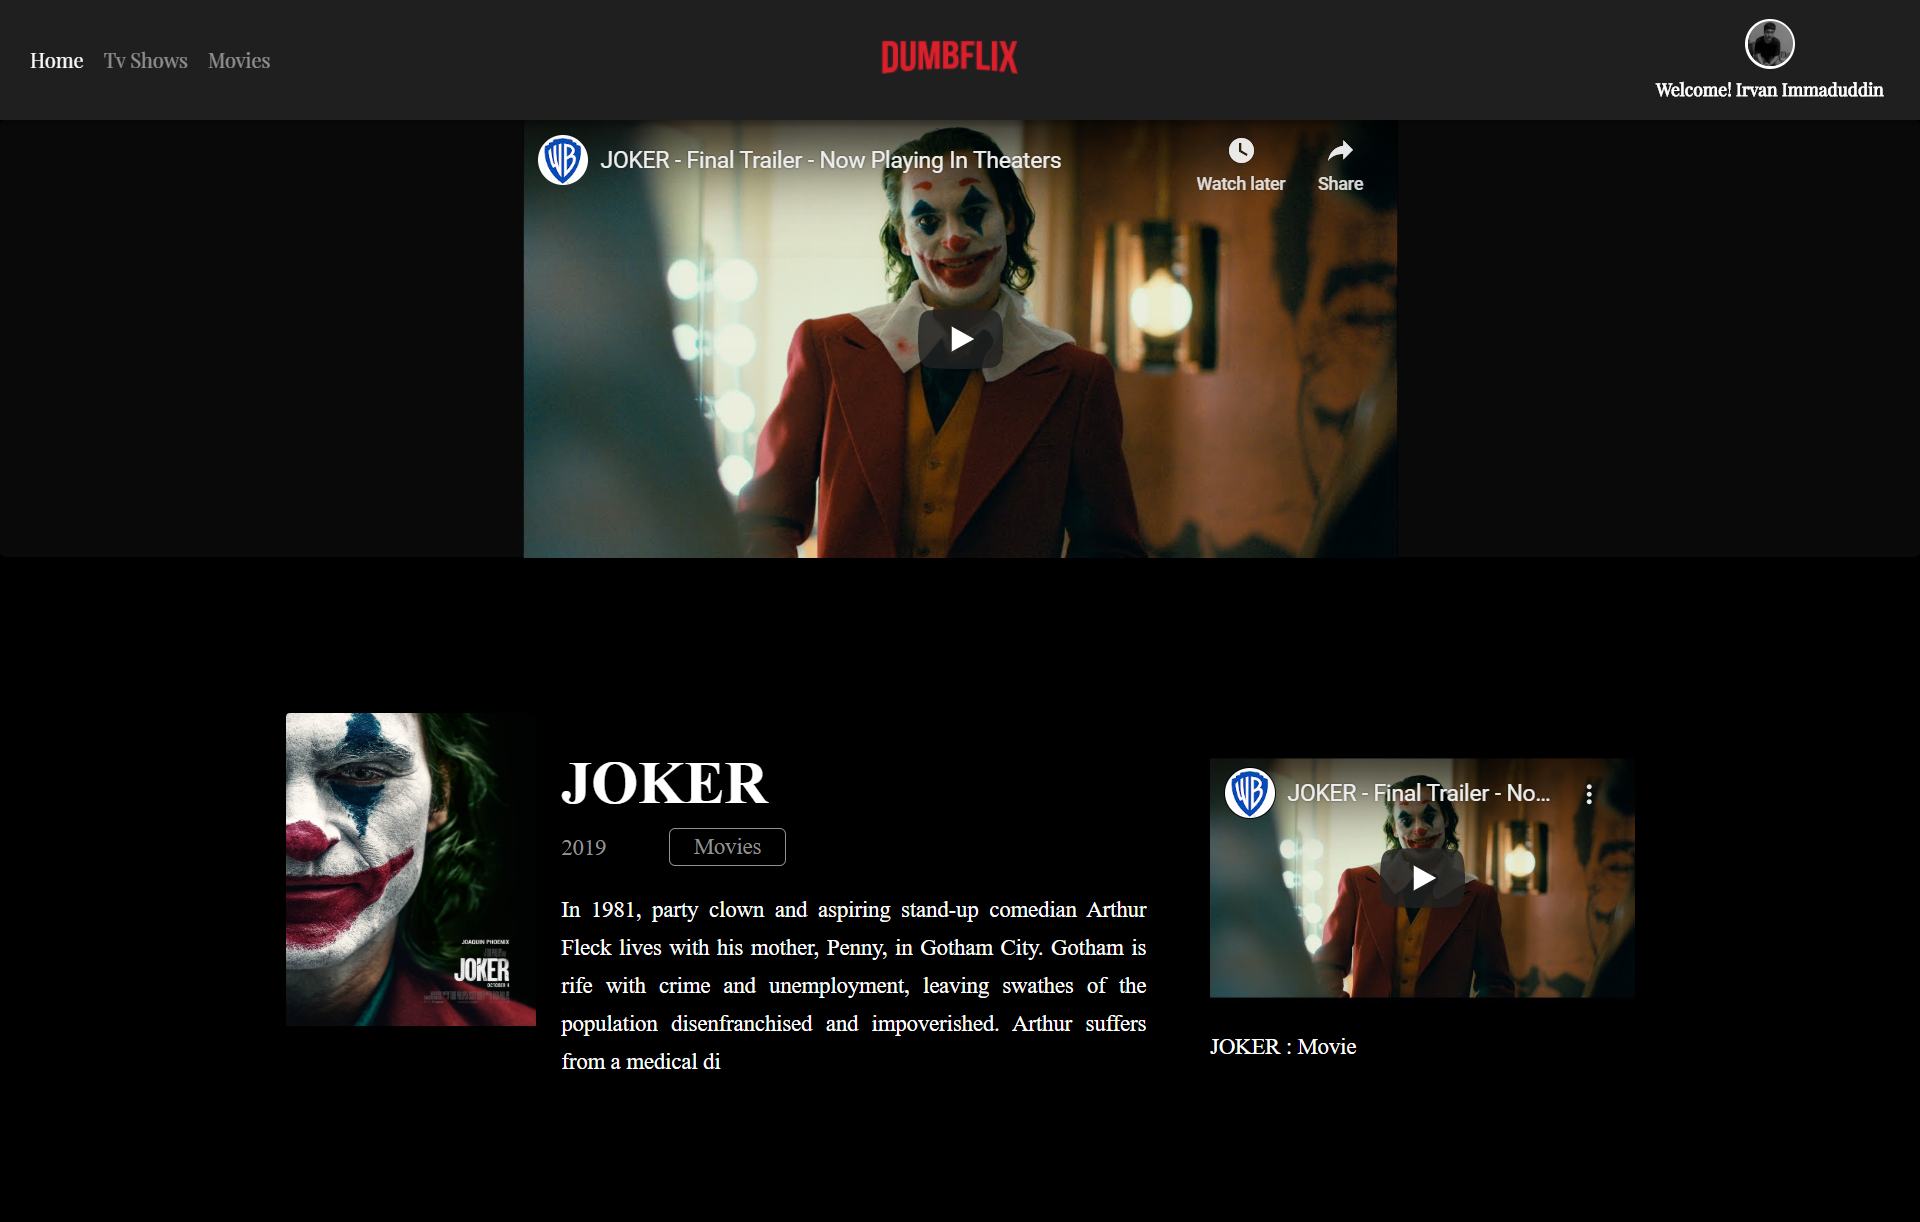 Home Tv Shows Movies
DUMBFLIX
Welcome! Irvan Immaduddin
WB JOKER - Final Trailer - Now Playing In Theaters
Watch later Share
JOAQUIN PHOENIX
JOKER
OCTOBER 4
JOKER
2019 Movies
In 1981, party clown and aspiring stand-up comedian Arthur
Fleck lives with his mother, Penny, in Gotham City. Gotham is
rife with crime and unemployment, leaving swathes of the
population disenfranchised and impoverished. Arthur suffers
from a medical di
WB JOKER - Final Trailer - No...
JOKER : Movie